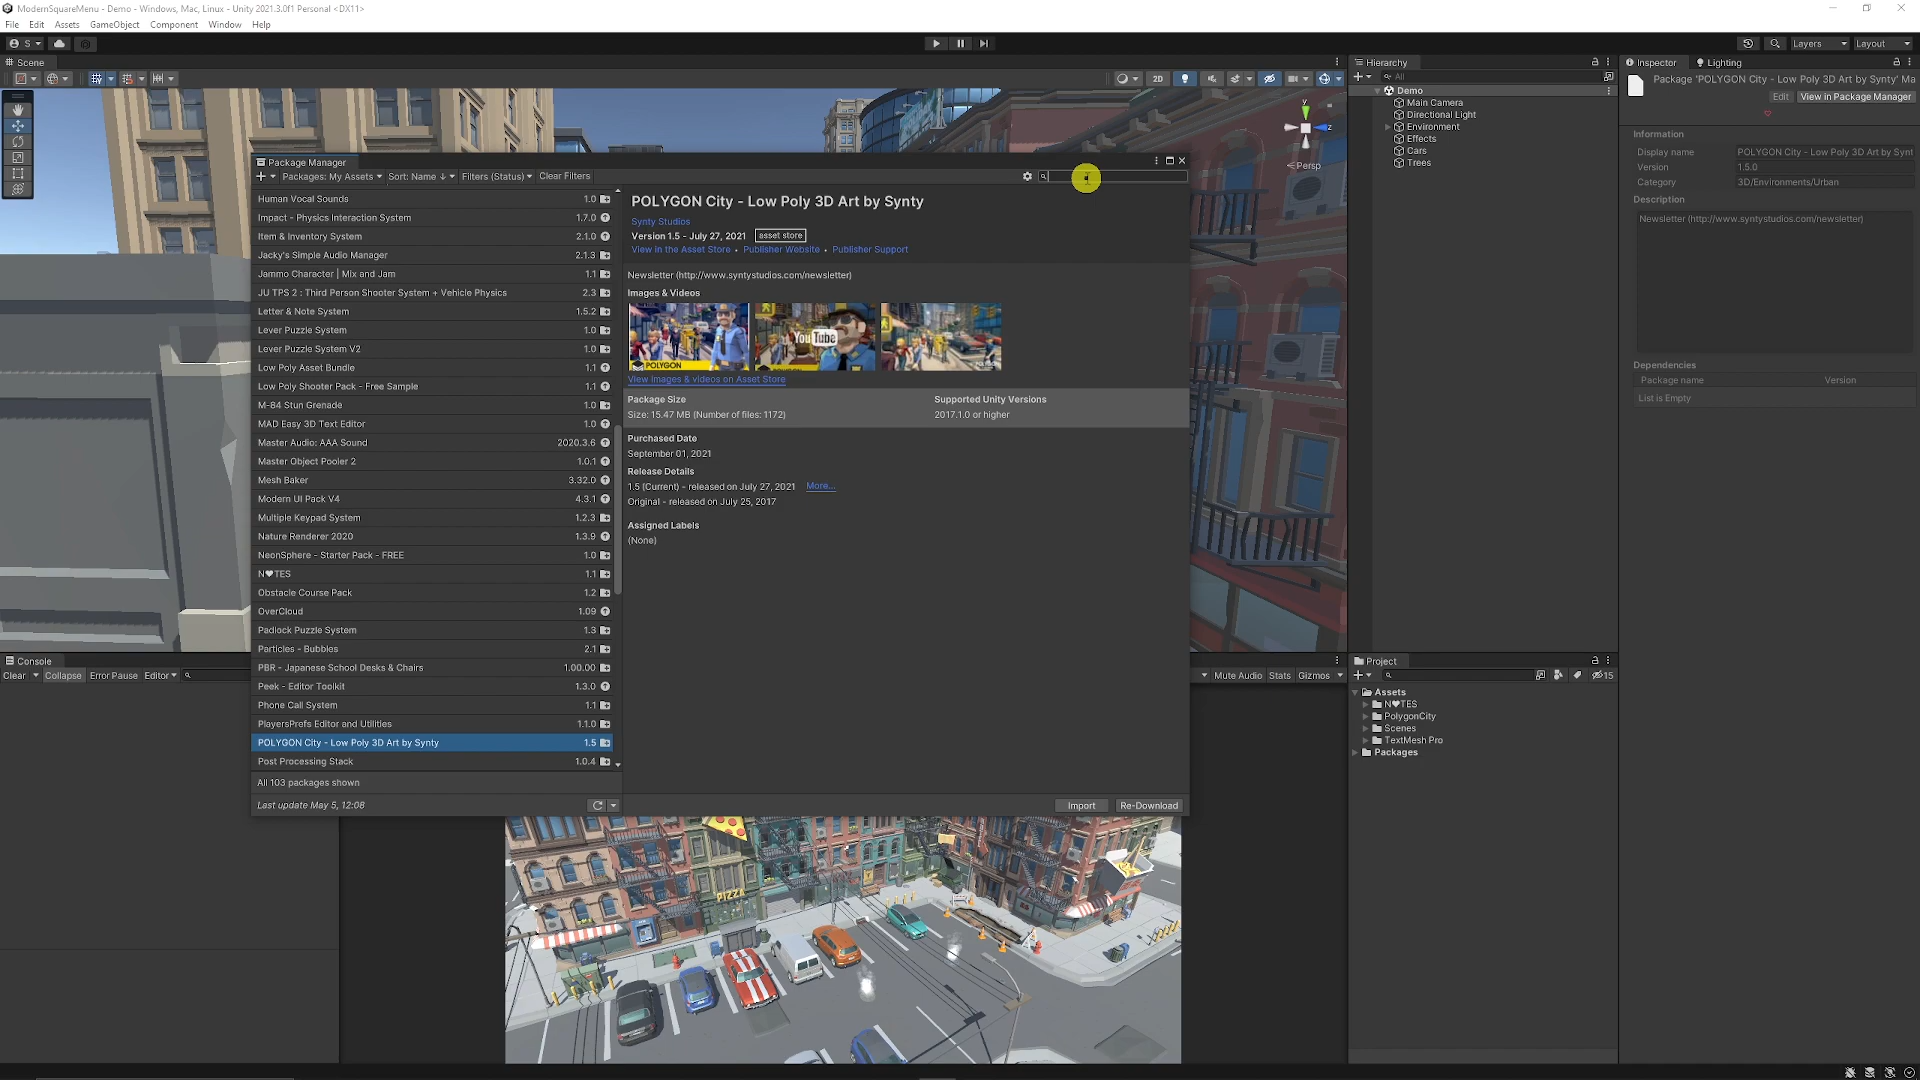 ModernSquareMenu - Demo - Windows, Mac, Linux - Unity 2021.3.0f1 Personal <DX11>
File Edit Assets GameObject Component Window Help
S
Layers Layout
Scene
2D
Persp
y
z
Package Manager
Packages: My Assets Sort: Name ↓ Filters (Status) Clear Filters
Human Vocal Sounds 1.0
Impact - Physics Interaction System 1.7.0
Item & Inventory System 2.1.0
Jacky's Simple Audio Manager 2.1.3
Jammo Character | Mix and Jam 1.1
JU TPS 2 : Third Person Shooter System + Vehicle Physics 2.3
Letter & Note System 1.5.2
Lever Puzzle System 1.0
Lever Puzzle System V2 1.0
Low Poly Asset Bundle 1.1
Low Poly Shooter Pack - Free Sample 1.1
M-84 Stun Grenade 1.0
MAD Easy 3D Text Editor 1.0
Master Audio: AAA Sound 2020.3.6
Master Object Pooler 2 1.0.1
Mesh Baker 3.32.0
Modern UI Pack V4 4.3.1
Multiple Keypad System 1.2.3
Nature Renderer 2020 1.3.9
NeonSphere - Starter Pack - FREE 1.0
N♥TES 1.1
Obstacle Course Pack 1.2
OverCloud 1.09
Padlock Puzzle System 1.3
Particles - Bubbles 2.1
PBR - Japanese School Desks & Chairs 1.00.00
Peek - Editor Toolkit 1.3.0
Phone Call System 1.1
PlayersPrefs Editor and Utilities 1.1.0
POLYGON City - Low Poly 3D Art by Synty 1.5
Post Processing Stack 1.0.4
All 103 packages shown
Last update May 5, 12:08
POLYGON City - Low Poly 3D Art by Synty
Synty Studios
Version 1.5 - July 27, 2021 asset store
View in the Asset Store • Publisher Website • Publisher Support
Newsletter (http://www.syntystudios.com/newsletter)
Images & Videos
POLYGON
YouTube
View images & videos on Asset Store
Package Size
Size: 15.47 MB (Number of files: 1172)
Supported Unity Versions
2017.1.0 or higher
Purchased Date
September 01, 2021
Release Details
1.5 (Current) - released on July 27, 2021 More...
Original - released on July 25, 2017
Assigned Labels
(None)
Import Re-Download
Hierarchy
All
Demo
Main Camera
Directional Light
Environment
Effects
Cars
Trees
Inspector Lighting
Package 'POLYGON City - Low Poly 3D Art by Synty' Ma
Edit View in Package Manager
Information
Display name POLYGON City - Low Poly 3D Art by Synt
Version 1.5.0
Category 3D/Environments/Urban
Description
Newsletter (http://www.syntystudios.com/newsletter)
Dependencies
Package name Version
List is Empty
Console
Clear Collapse Error Pause Editor
Mute Audio Stats Gizmos
Project
15
Assets
N♥TES
PolygonCity
Scenes
TextMesh Pro
Packages
PIZZA